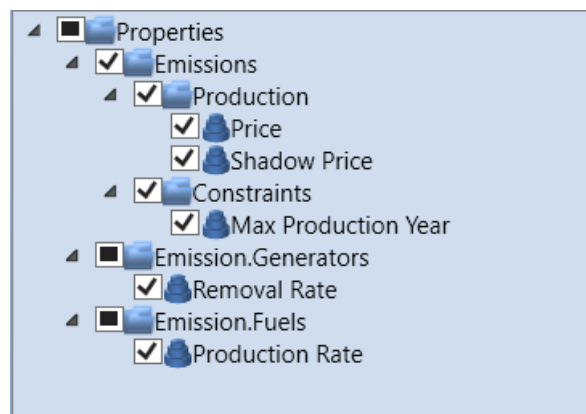 Properties
Emissions
Production
Price
Shadow Price
Constraints
Max Production Year
Emission.Generators
Removal Rate
Emission.Fuels
Production Rate